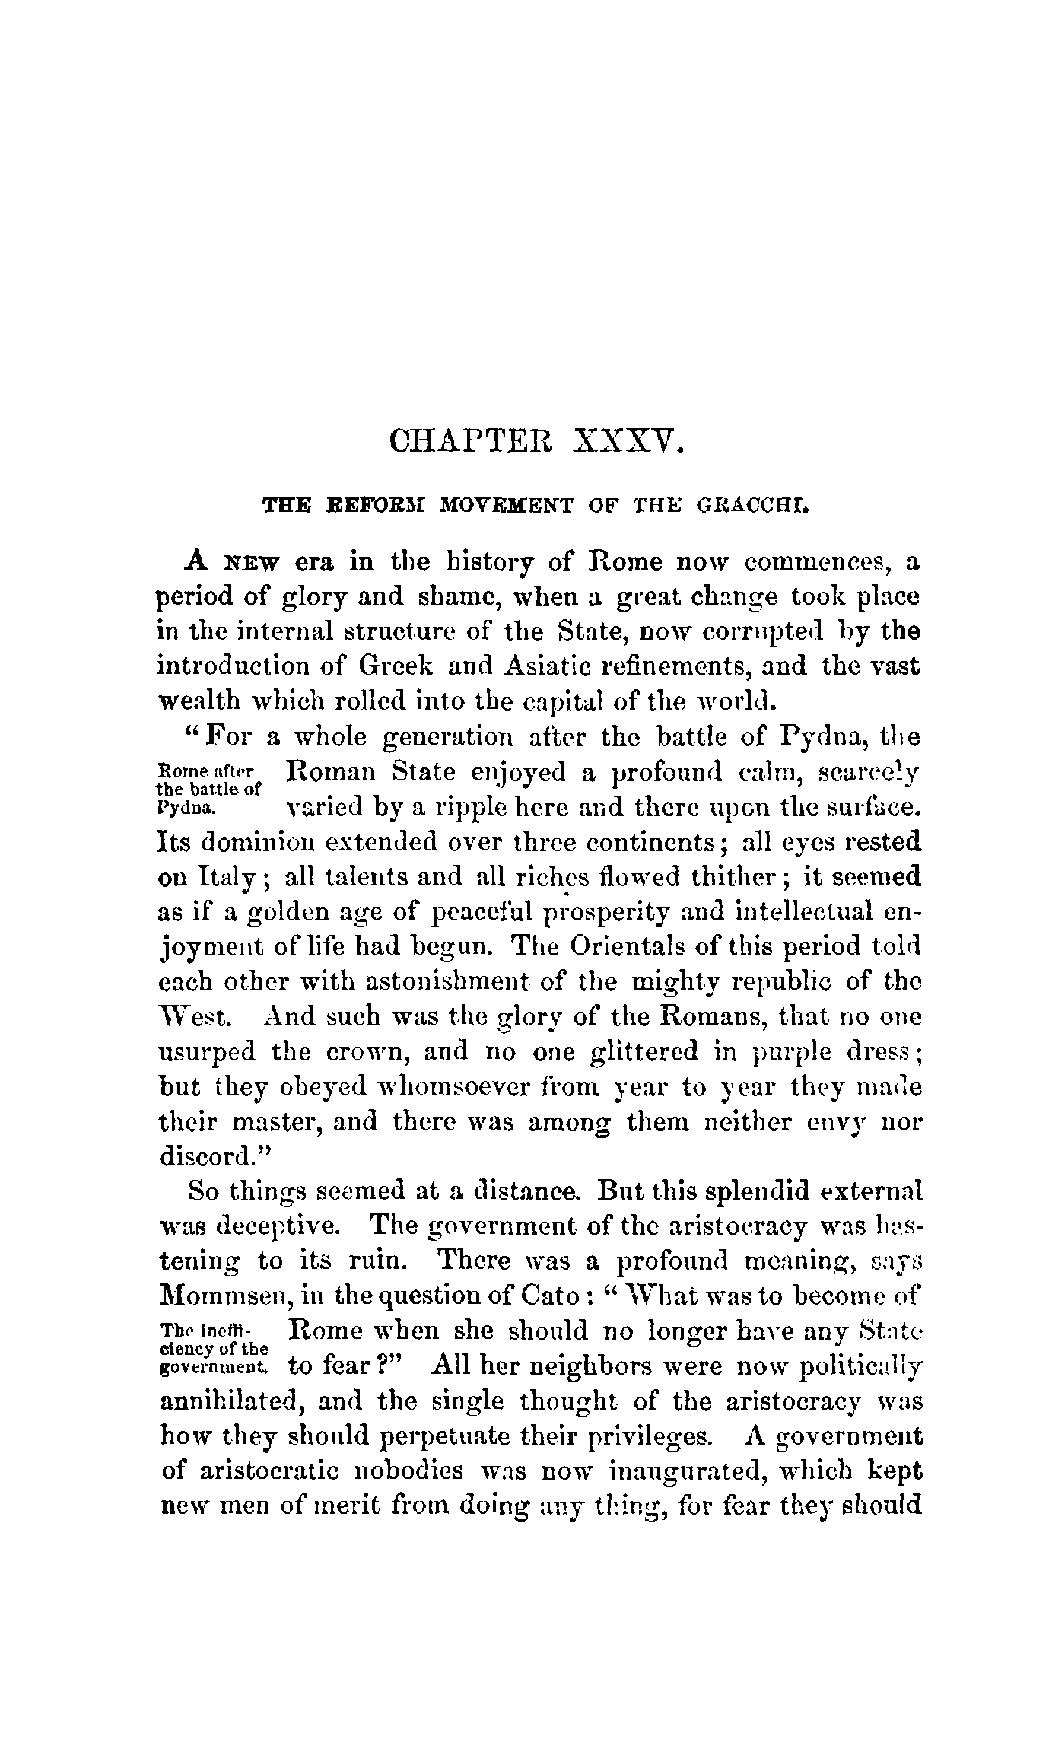 CHAPTER XXXV.
THE REFORM MOVEMENT OF THE GRACCHI.
A NEW era in the history of Rome now commences, a
period of glory and shame, when a great change took place
in the internal structure of the State, now corrupted by the
introduction of Greek and Asiatic refinements, and the vast
wealth which rolled into the capital of the world.
“For a whole generation after the battle of Pydna, the
Rome after
the battle of
Pydna.
Roman State enjoyed a profound calm, scarcely
varied by a ripple here and there upon the surface.
Its dominion extended over three continents; all eyes rested
on Italy; all talents and all riches flowed thither; it seemed
as if a golden age of peaceful prosperity and intellectual en-
joyment of life had begun. The Orientals of this period told
each other with astonishment of the mighty republic of the
West. And such was the glory of the Romans, that no one
usurped the crown, and no one glittered in purple dress;
but they obeyed whomsoever from year to year they made
their master, and there was among them neither envy nor
discord.”
So things seemed at a distance. But this splendid external
was deceptive. The government of the aristocracy was has-
tening to its ruin. There was a profound meaning, says
Mommsen, in the question of Cato: “What was to become of
The ineffi-
ciency of the
government.
Rome when she should no longer have any State
to fear?” All her neighbors were now politically
annihilated, and the single thought of the aristocracy was
how they should perpetuate their privileges. A government
of aristocratic nobodies was now inaugurated, which kept
new men of merit from doing any thing, for fear they should